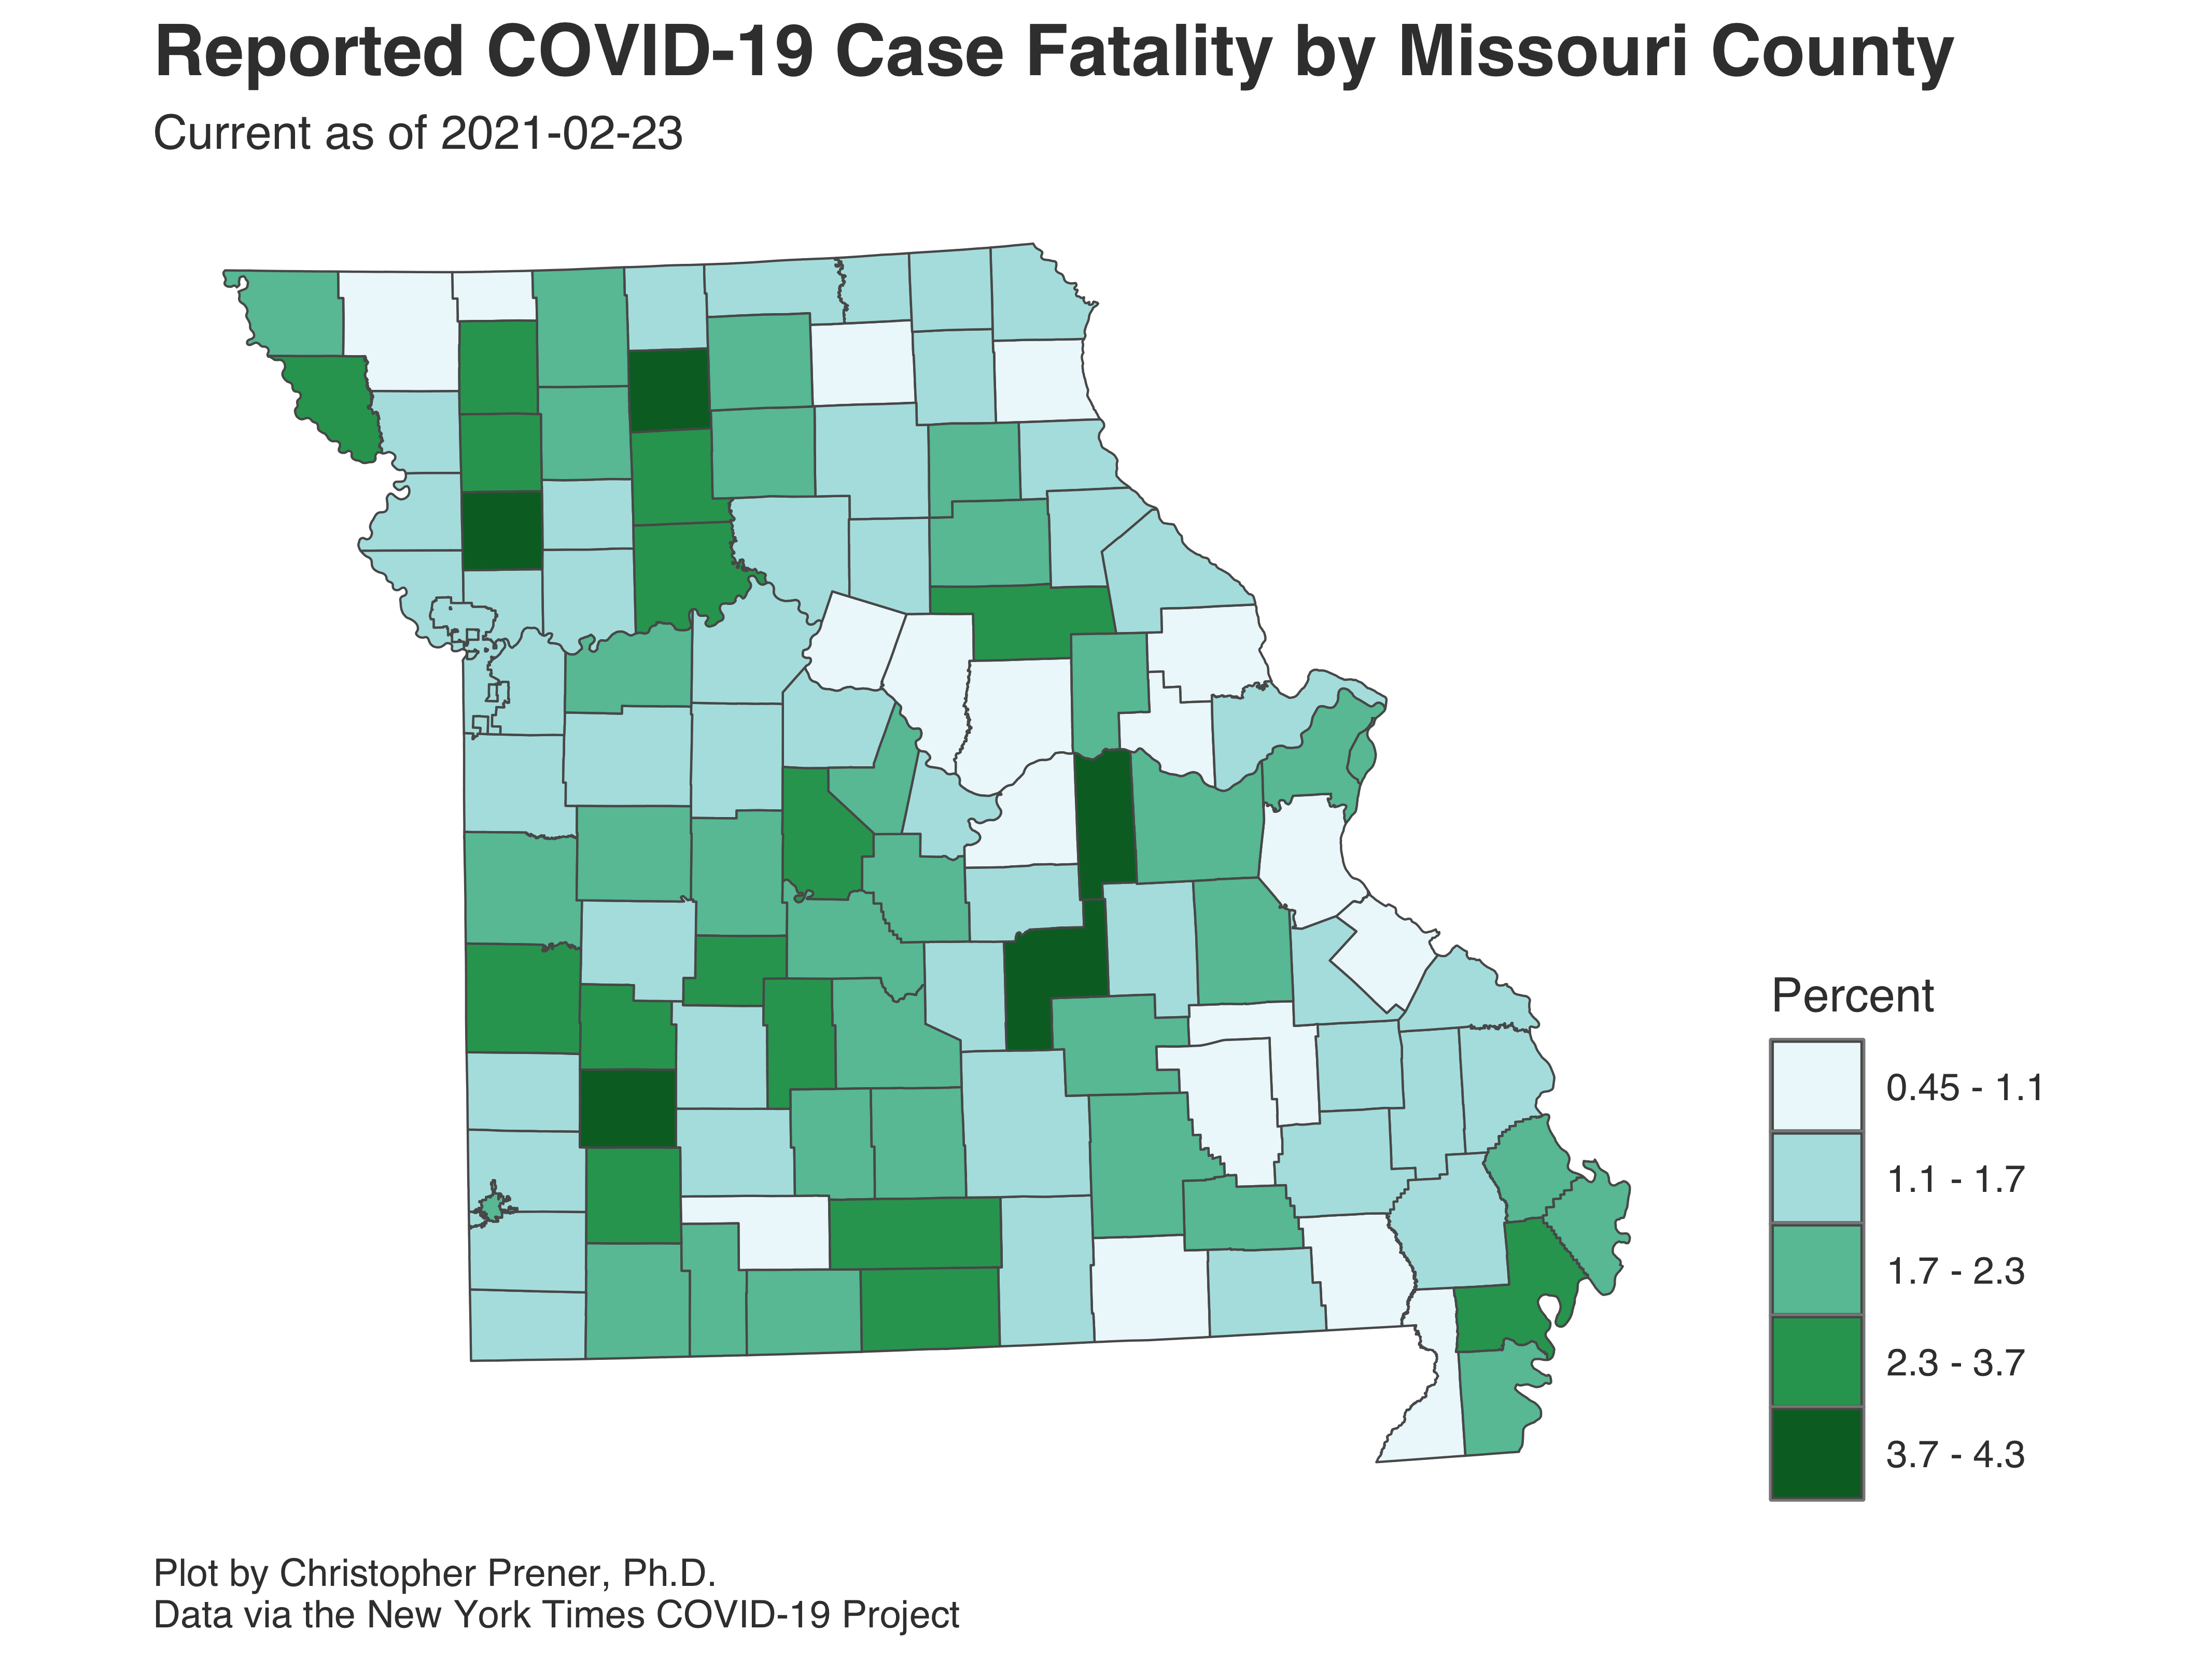 Reported COVID-19 Case Fatality by Missouri County
Current as of 2021-02-23
Percent
0.45 - 1.1
1.1 - 1.7
1.7 - 2.3
2.3 - 3.7
3.7 - 4.3
Plot by Christopher Prener, Ph.D.
Data via the New York Times COVID-19 Project